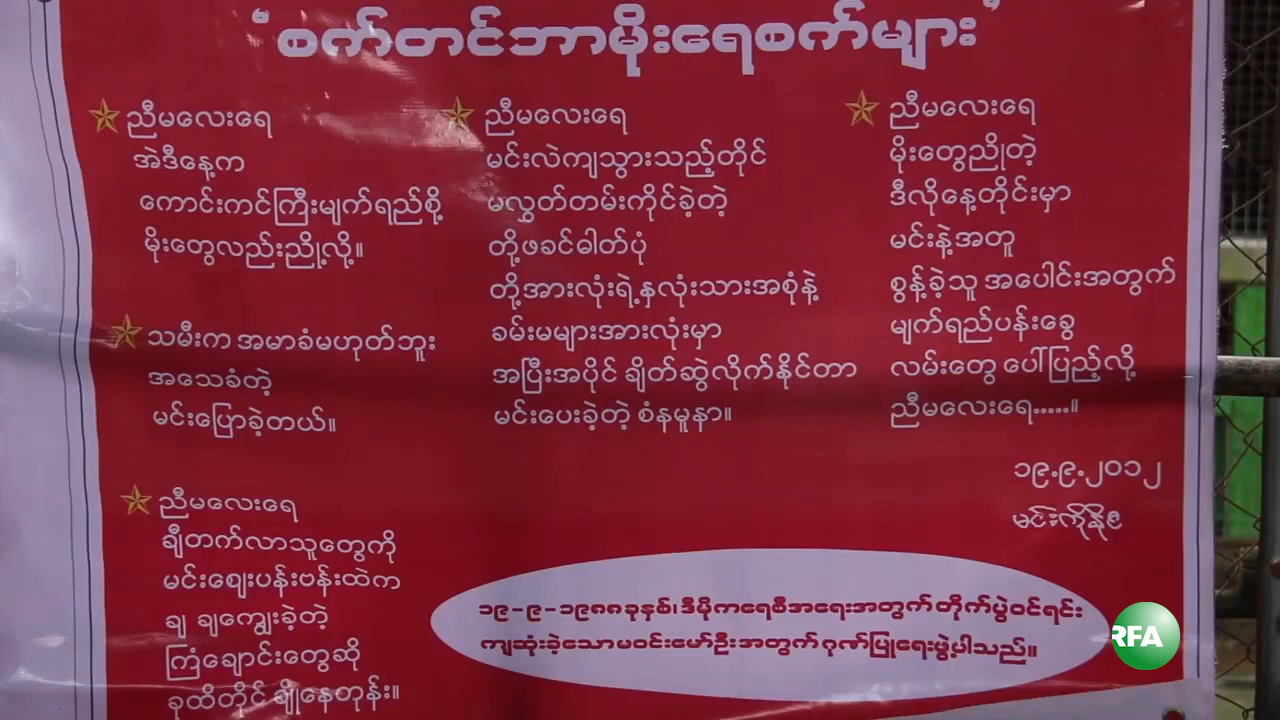 “စက်တင်ဘာမိုးရေစက်များ”
ညီမလေးရေ
အဲဒီနေ့က
ကောင်းကင်ကြီးမျက်ရည်စို့
မိုးတွေလည်းညို့လို့။
သမီးက အမာခံမဟုတ်ဘူး
အသေခံတဲ့
မင်းပြောခဲ့တယ်။
ညီမလေးရေ
ချီတက်လာသူတွေကို
မင်းဈေးပန်းဗန်းထဲက
ချ ချကျွေးခဲ့တဲ့
ကြံချောင်းတွေဆို
ခုထိတိုင် ချိုနေတုန်း။
ညီမလေးရေ
မင်းလဲကျသွားသည့်တိုင်
မလွှတ်တမ်းကိုင်ခဲ့တဲ့
တို့ဖခင်ဓါတ်ပုံ
တို့အားလုံးရဲ့နှလုံးသားအစုံနဲ့
ခမ်းမများအားလုံးမှာ
အပြီးအပိုင် ချိတ်ဆွဲလိုက်နိုင်တာ
မင်းပေးခဲ့တဲ့ စံနမူနာ။
ညီမလေးရေ
မိုးတွေညိုတဲ့
ဒီလိုနေ့တိုင်းမှာ
မင်းနဲ့အတူ
စွန့်ခဲ့သူ အပေါင်းအတွက်
မျက်ရည်ပန်းခွေ
လမ်းတွေ ပေါ်ပြည့်လို့
ညီမလေးရေ.....။
၁၉.၉.၂၀၁၂
မင်းကိုနိုင်
၁၉-၉-၁၉၈၈ခုနှစ်၊ ဒီမိုကရေစီအရေးအတွက် တိုက်ပွဲဝင်ရင်း
ကျဆုံးခဲ့သော မဝင်းမော်ဦးအတွက် ဂုဏ်ပြုရေးဖွဲ့ပါသည်။
RFA